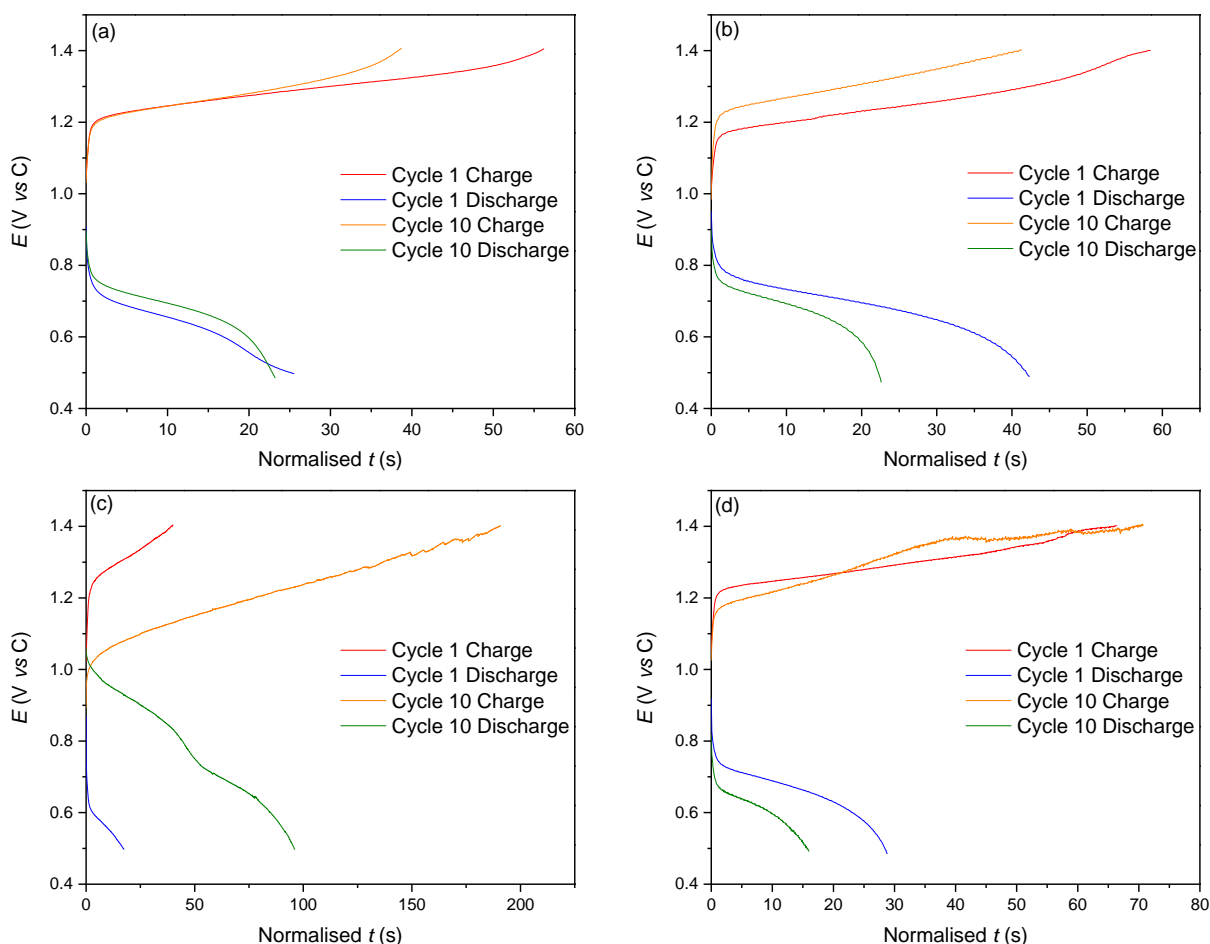 (a)
1.4
1.2
1.0
0.8
0.6
0.4
E (V vs C)
Cycle 1 Charge
Cycle 1 Discharge
Cycle 10 Charge
Cycle 10 Discharge
0 10 20 30 40 50 60
Normalised t (s)
(b)
1.4
1.2
1.0
0.8
0.6
0.4
E (V vs C)
Cycle 1 Charge
Cycle 1 Discharge
Cycle 10 Charge
Cycle 10 Discharge
0 10 20 30 40 50 60
Normalised t (s)
(c)
1.4
1.2
1.0
0.8
0.6
0.4
E (V vs C)
Cycle 1 Charge
Cycle 1 Discharge
Cycle 10 Charge
Cycle 10 Discharge
0 50 100 150 200
Normalised t (s)
(d)
1.4
1.2
1.0
0.8
0.6
0.4
E (V vs C)
Cycle 1 Charge
Cycle 1 Discharge
Cycle 10 Charge
Cycle 10 Discharge
0 10 20 30 40 50 60 70 80
Normalised t (s)